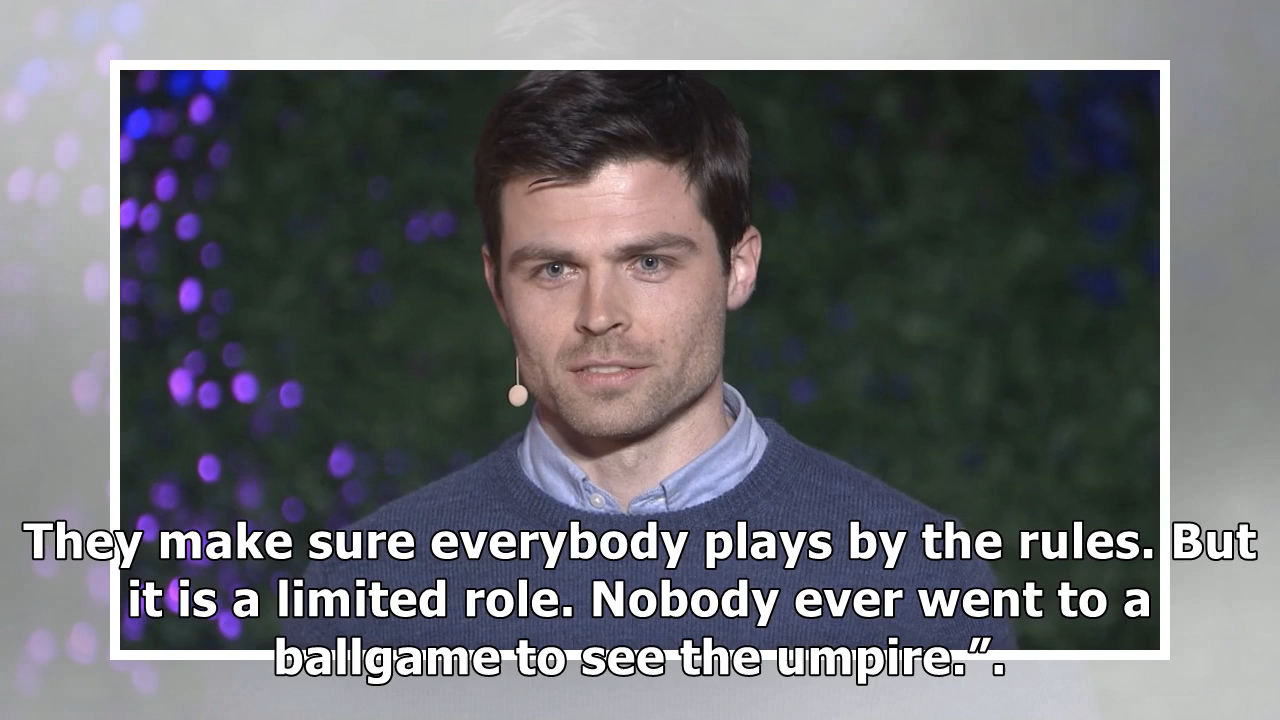 They make sure everybody plays by the rules. But
it is a limited role. Nobody ever went to a
ballgame to see the umpire.”.